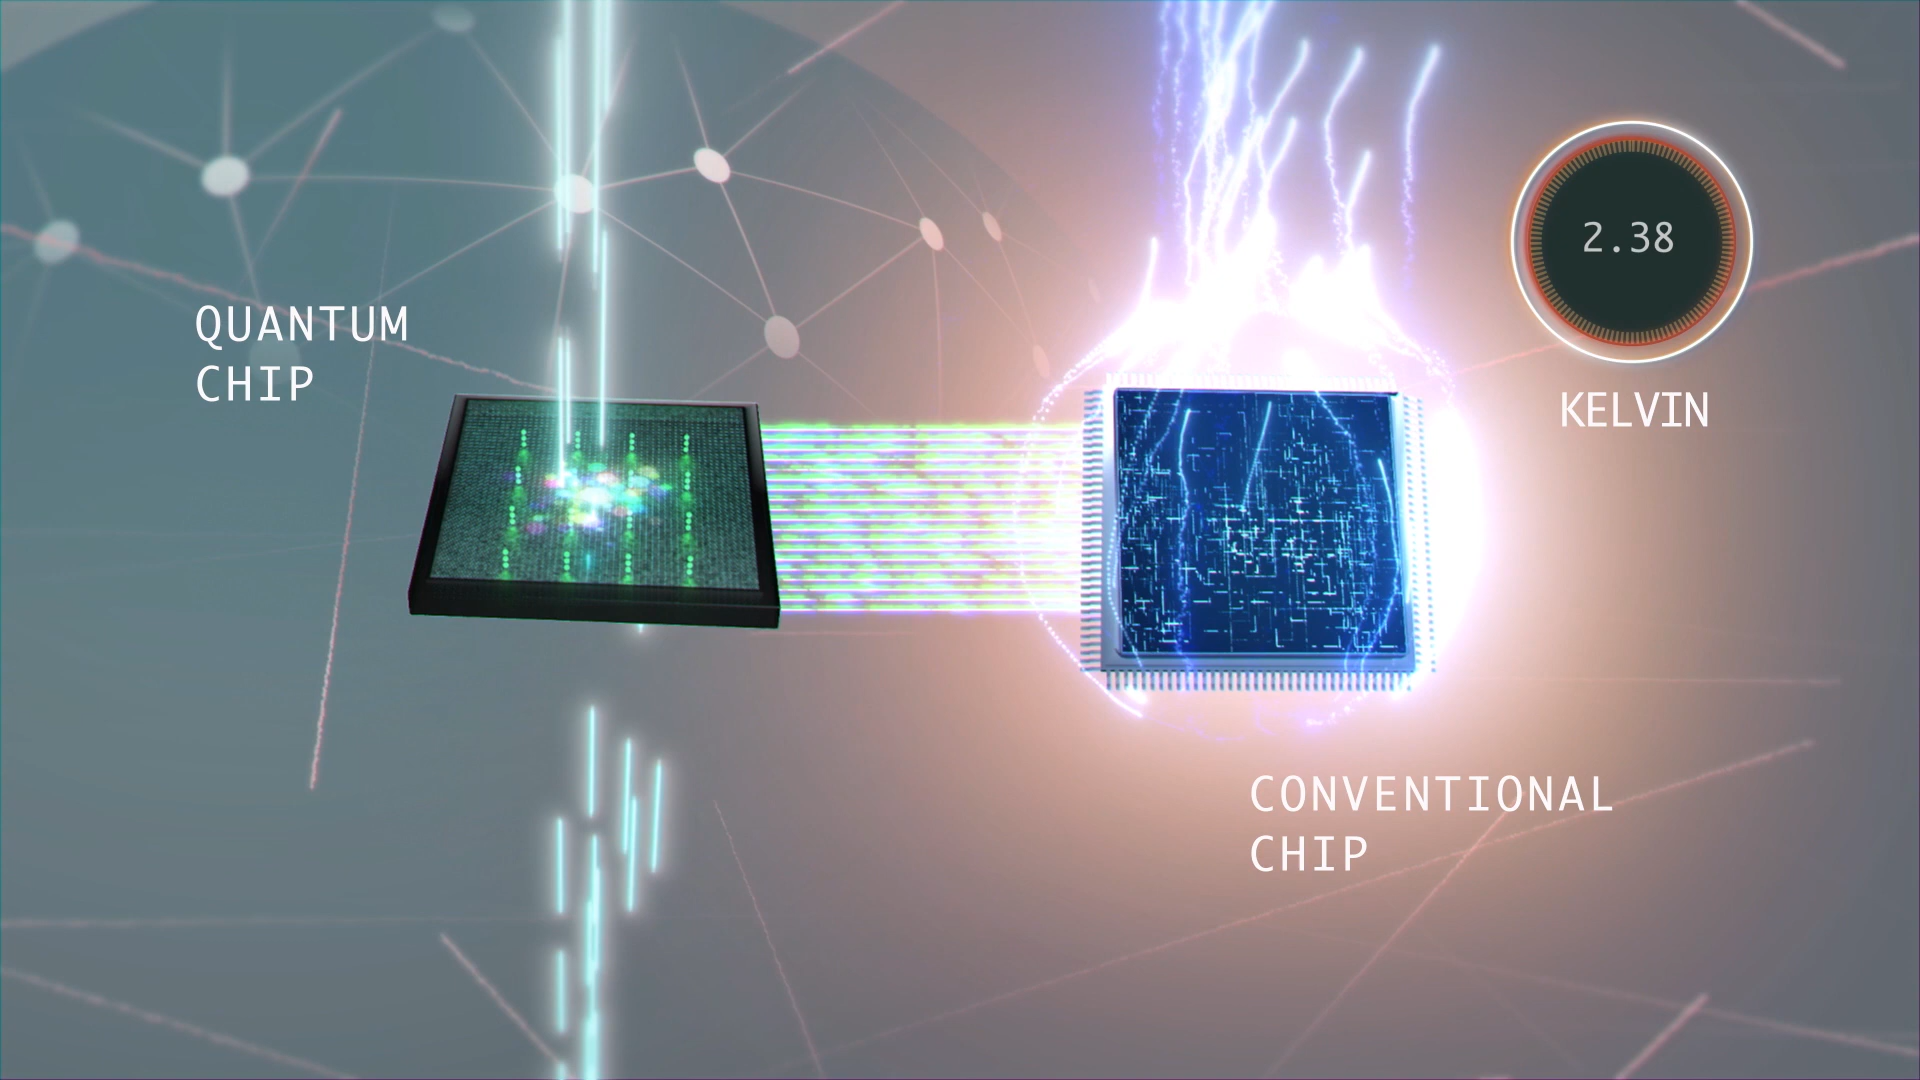 QUANTUM
CHIP
2.38
KELVIN
CONVENTIONAL
CHIP